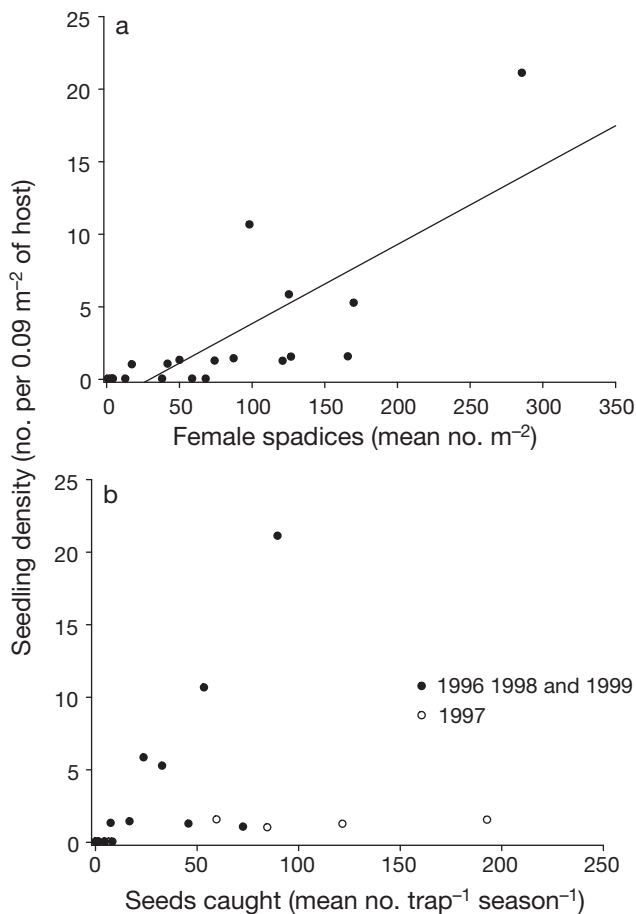 a
25
20
15
10
5
0
0 50 100 150 200 250 300 350
Female spadices (mean no. m⁻²)
Seedling density (no. per 0.09 m⁻² of host)
b
25
20
15
10
5
0
1996 1998 and 1999
1997
0 50 100 150 200 250
Seeds caught (mean no. trap⁻¹ season⁻¹)